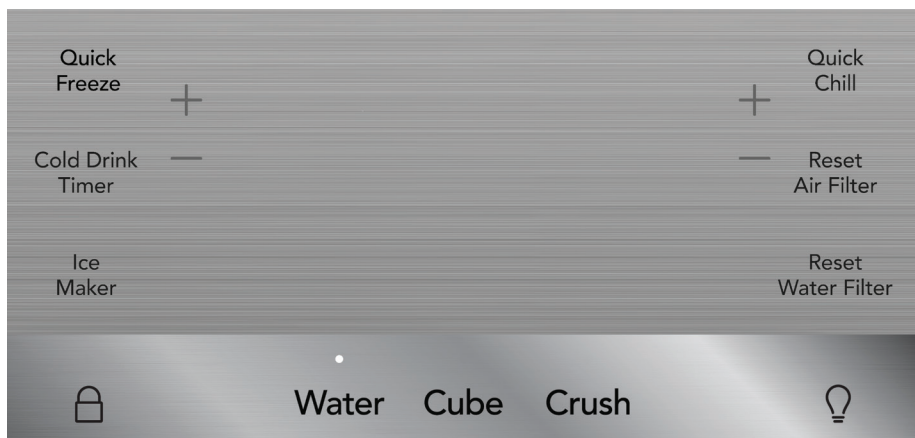 Quick
Freeze
Quick
Chill
Cold Drink
Timer
Reset
Air Filter
Ice
Maker
Reset
Water Filter
Water Cube Crush